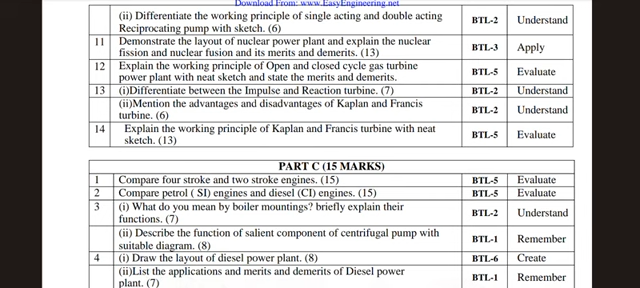 Download From: www.EasyEngineering.net
(ii) Differentiate the working principle of single acting and double acting
Reciprocating pump with sketch. (6)
BTL-2
Understand
11
Demonstrate the layout of nuclear power plant and explain the nuclear
fission and nuclear fusion and its merits and demerits. (13)
BTL-3
Apply
12
Explain the working principle of Open and closed cycle gas turbine
power plant with neat sketch and state the merits and demerits.
BTL-5
Evaluate
13
(i)Differentiate between the Impulse and Reaction turbine. (7)
BTL-2
Understand
(ii)Mention the advantages and disadvantages of Kaplan and Francis
turbine. (6)
BTL-2
Understand
14
Explain the working principle of Kaplan and Francis turbine with neat
sketch. (13)
BTL-5
Evaluate
PART C (15 MARKS)
1
Compare four stroke and two stroke engines. (15)
BTL-5
Evaluate
2
Compare petrol ( SI) engines and diesel (CI) engines. (15)
BTL-5
Evaluate
3
(i) What do you mean by boiler mountings? briefly explain their
functions. (7)
BTL-2
Understand
(ii) Describe the function of salient component of centrifugal pump with
suitable diagram. (8)
BTL-1
Remember
4
(i) Draw the layout of diesel power plant. (8)
BTL-6
Create
(ii)List the applications and merits and demerits of Diesel power
plant. (7)
BTL-1
Remember